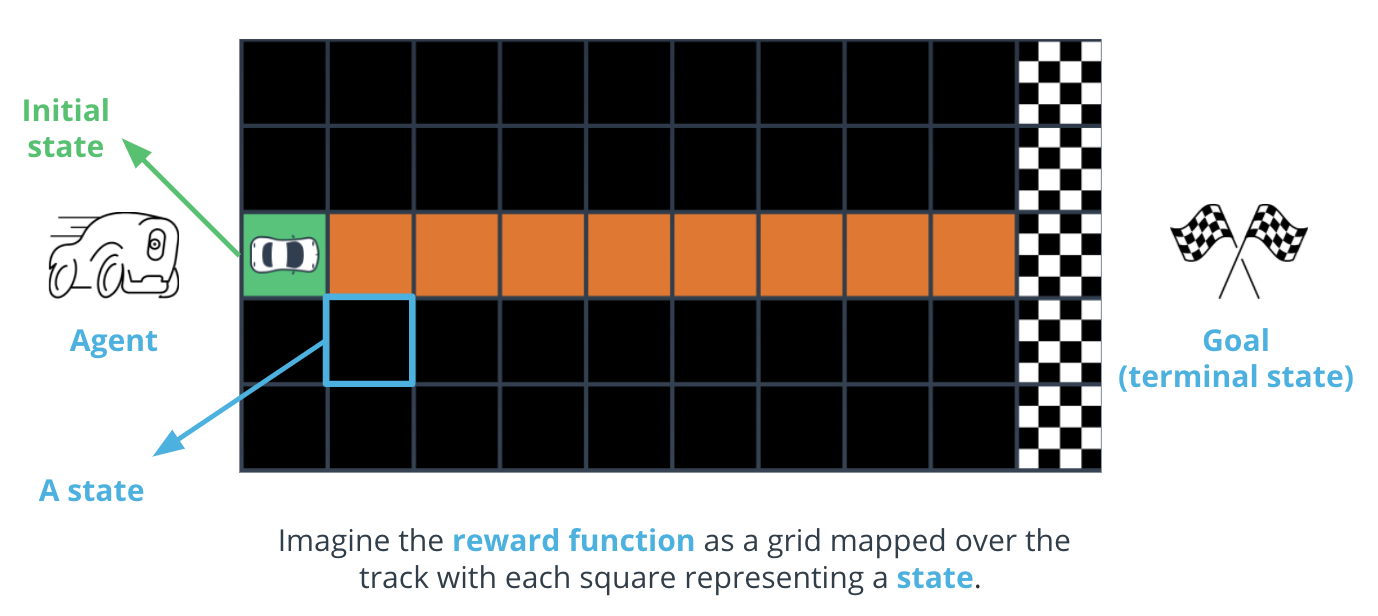 Initial
state
Agent
A state
Goal
(terminal state)
Imagine the reward function as a grid mapped over the
track with each square representing a state.